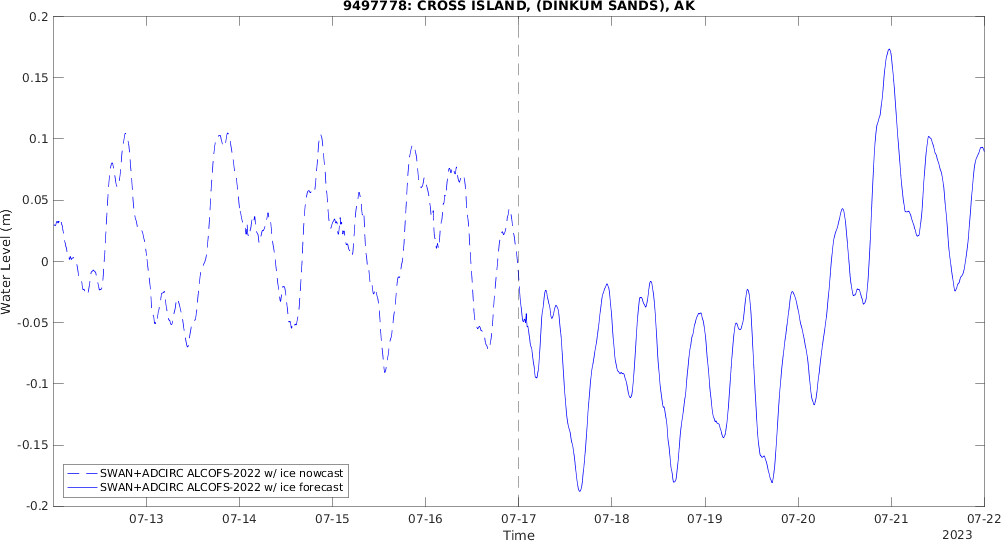 9497778: CROSS ISLAND, (DINKUM SANDS), AK
0.2
0.15
0.1
0.05
0
-0.05
-0.1
-0.15
-0.2
Water Level (m)
SWAN+ADCIRC ALCOFS-2022 w/ ice nowcast
SWAN+ADCIRC ALCOFS-2022 w/ ice forecast
07-13 07-14 07-15 07-16 07-17 07-18 07-19 07-20 07-21 07-22
Time 2023